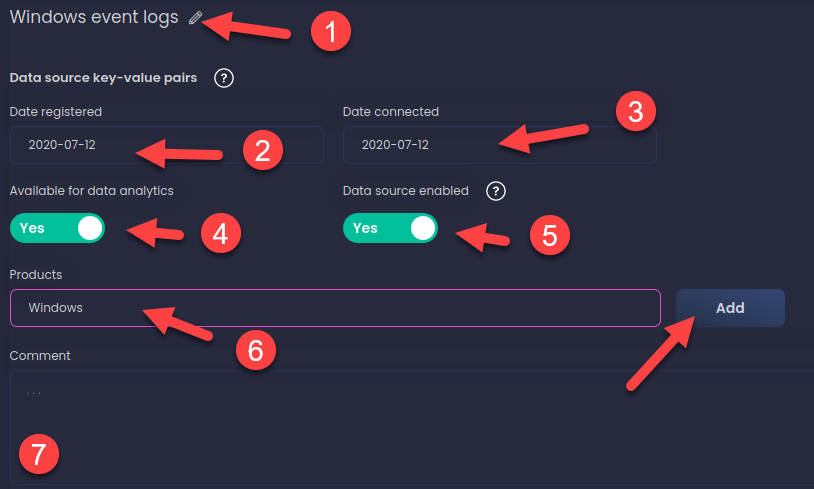 Windows event logs
1
Data source key-value pairs ?
Date registered
Date connected
3
2020-07-12
2
2020-07-12
Available for data analytics
Data source enabled ?
Yes
4
Yes
5
Products
Windows
Add
6
Comment
...
7